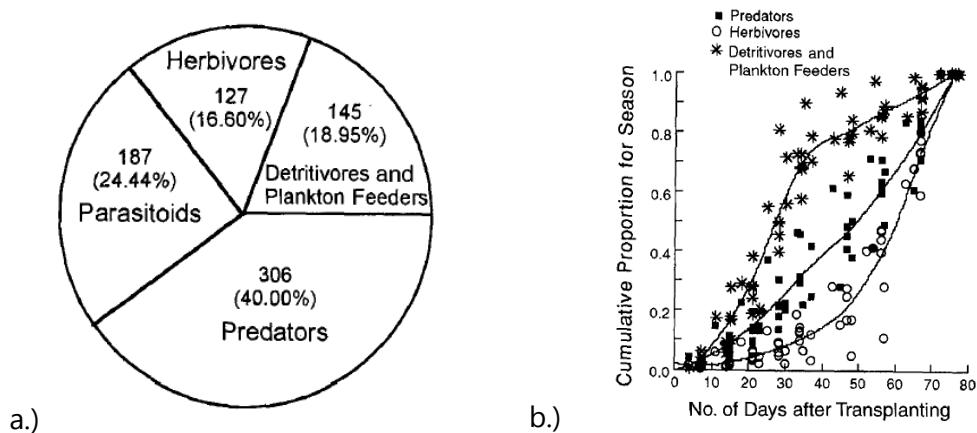 Herbivores
127
(16.60%)
145
(18.95%)
Detritivores and
Plankton Feeders
187
(24.44%)
Parasitoids
306
(40.00%)
Predators
a.)
Predators
Herbivores
Detritivores and
Plankton Feeders
Cumulative Proportion for Season
1.0
0.8
0.6
0.4
0.2
0.0
0 10 20 30 40 50 60 70 80
No. of Days after Transplanting
b.)